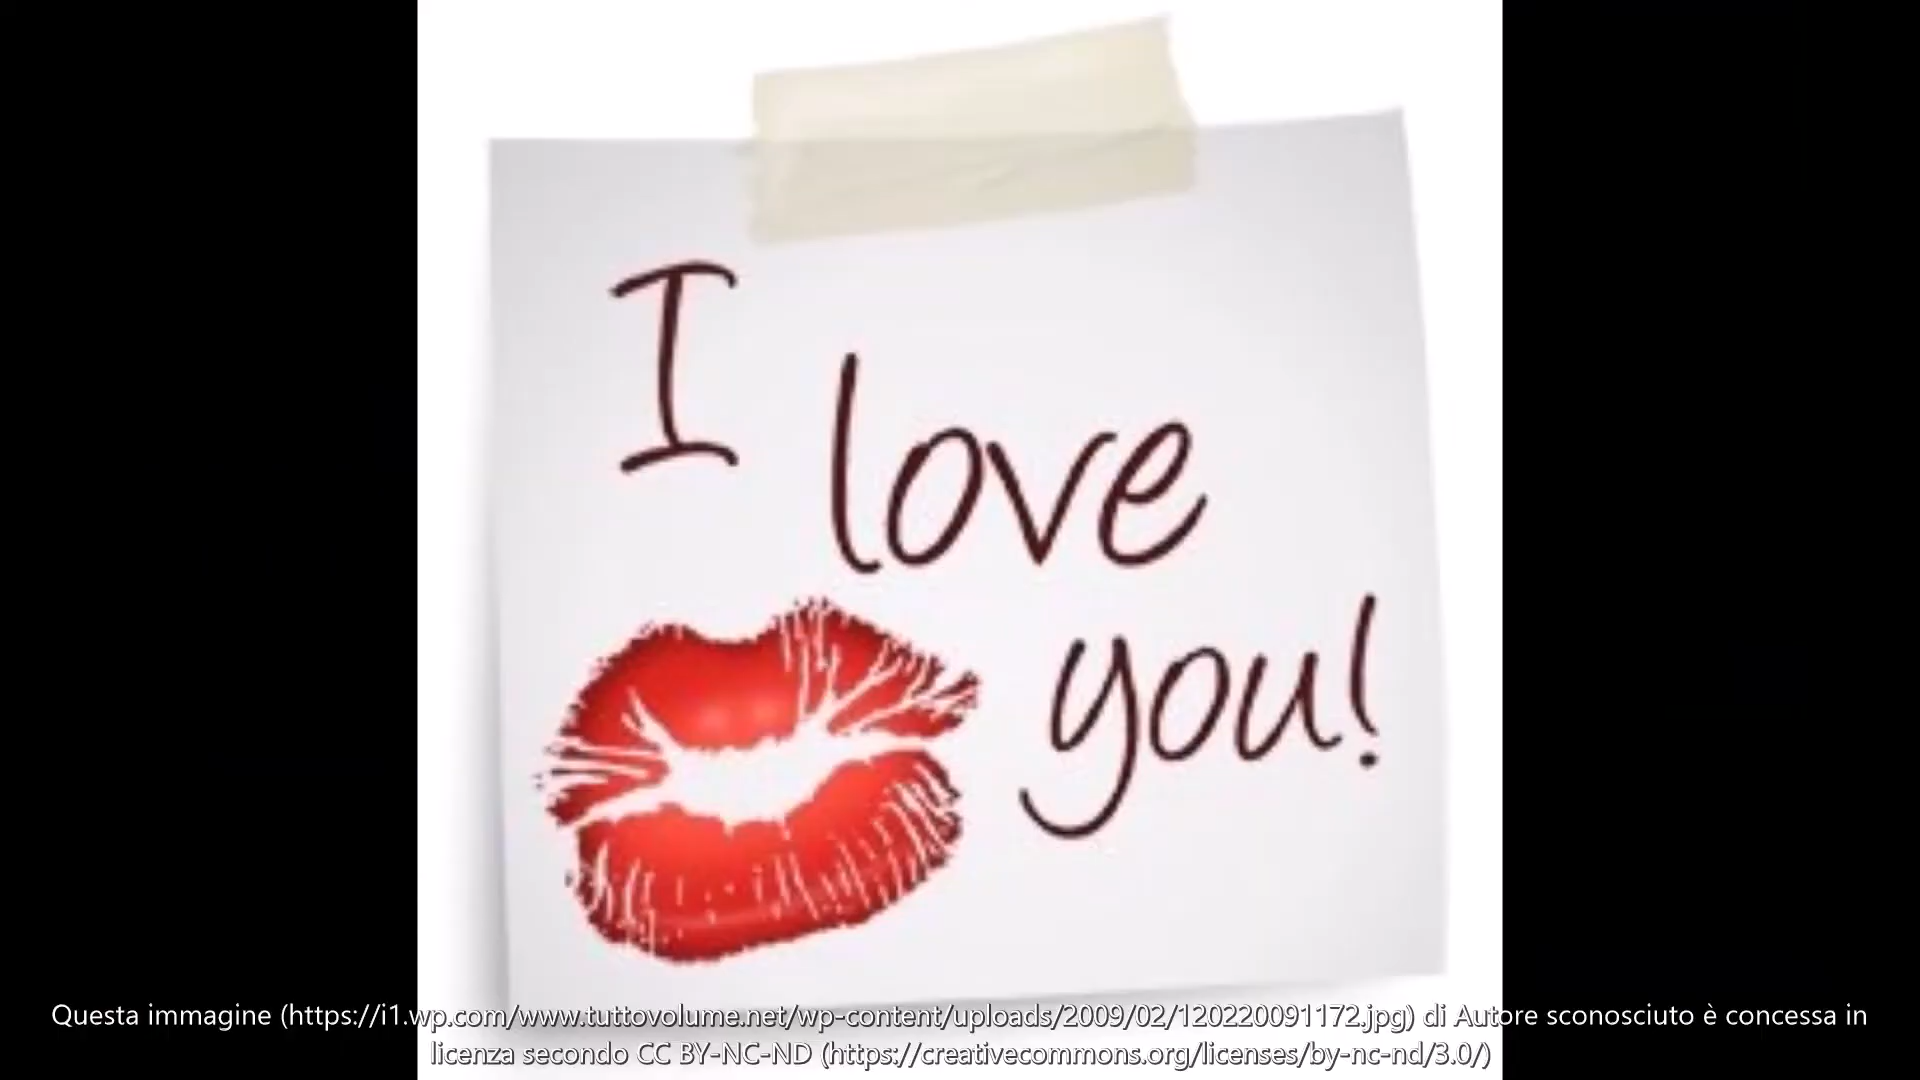 I
love
you!
Questa immagine (https://i1.wp.com/www.tuttovolume.net/wp-content/uploads/2009/02/120220091172.jpg) di Autore sconosciuto è concessa in
licenza secondo CC BY-NC-ND (https://creativecommons.org/licenses/by-nc-nd/3.0/)